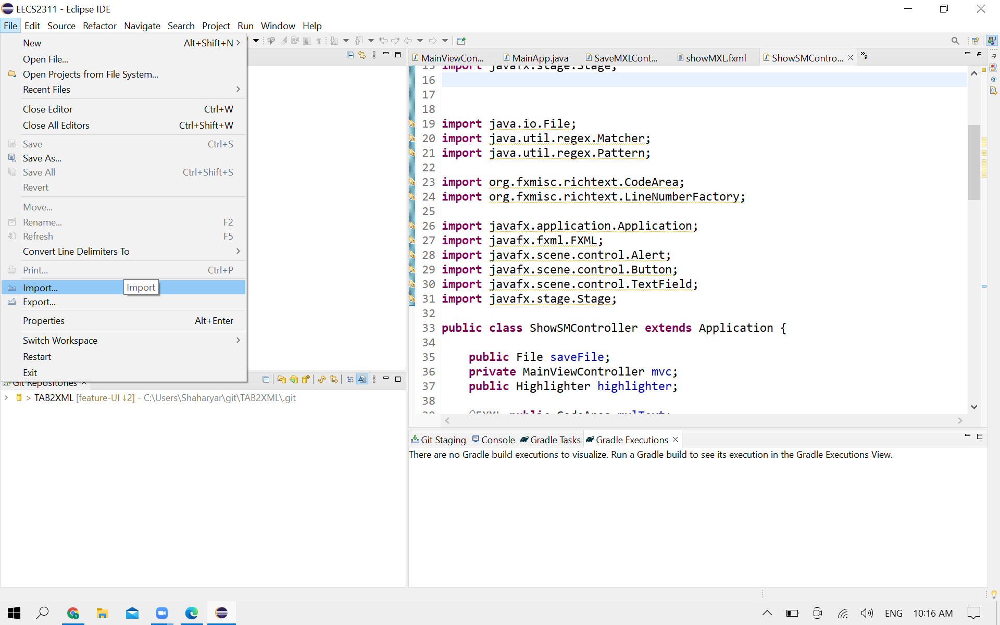 EECS2311 - Eclipse IDE
File Edit Source Refactor Navigate Search Project Run Window Help
New Alt+Shift+N
Open File...
Open Projects from File System...
Recent Files
Close Editor Ctrl+W
Close All Editors Ctrl+Shift+W
Save Ctrl+S
Save As...
Save All Ctrl+Shift+S
Revert
Move...
Rename... F2
Refresh F5
Convert Line Delimiters To
Print... Ctrl+P
Import... Import
Export...
Properties Alt+Enter
Switch Workspace
Restart
Exit
Git Repositories
TAB2XML [feature-UI ↓2] - C:\Users\Shaharyar\git\TAB2XML\.git
MainViewCon... MainApp.java SaveMXLCont... showMXL.fxml ShowSMContro... »9
15 import javafx.stage.Stage;
16
17
18
19 import java.io.File;
20 import java.util.regex.Matcher;
21 import java.util.regex.Pattern;
22
23 import org.fxmisc.richtext.CodeArea;
24 import org.fxmisc.richtext.LineNumberFactory;
25
26 import javafx.application.Application;
27 import javafx.fxml.FXML;
28 import javafx.scene.control.Alert;
29 import javafx.scene.control.Button;
30 import javafx.scene.control.TextField;
31 import javafx.stage.Stage;
32
33 public class ShowSMController extends Application {
34
35 public File saveFile;
36 private MainViewController mvc;
37 public Highlighter highlighter;
38
39 @FXML public CodeArea mxlText;
Git Staging Console Gradle Tasks Gradle Executions
There are no Gradle build executions to visualize. Run a Gradle build to see its execution in the Gradle Executions View.
ENG 10:16 AM